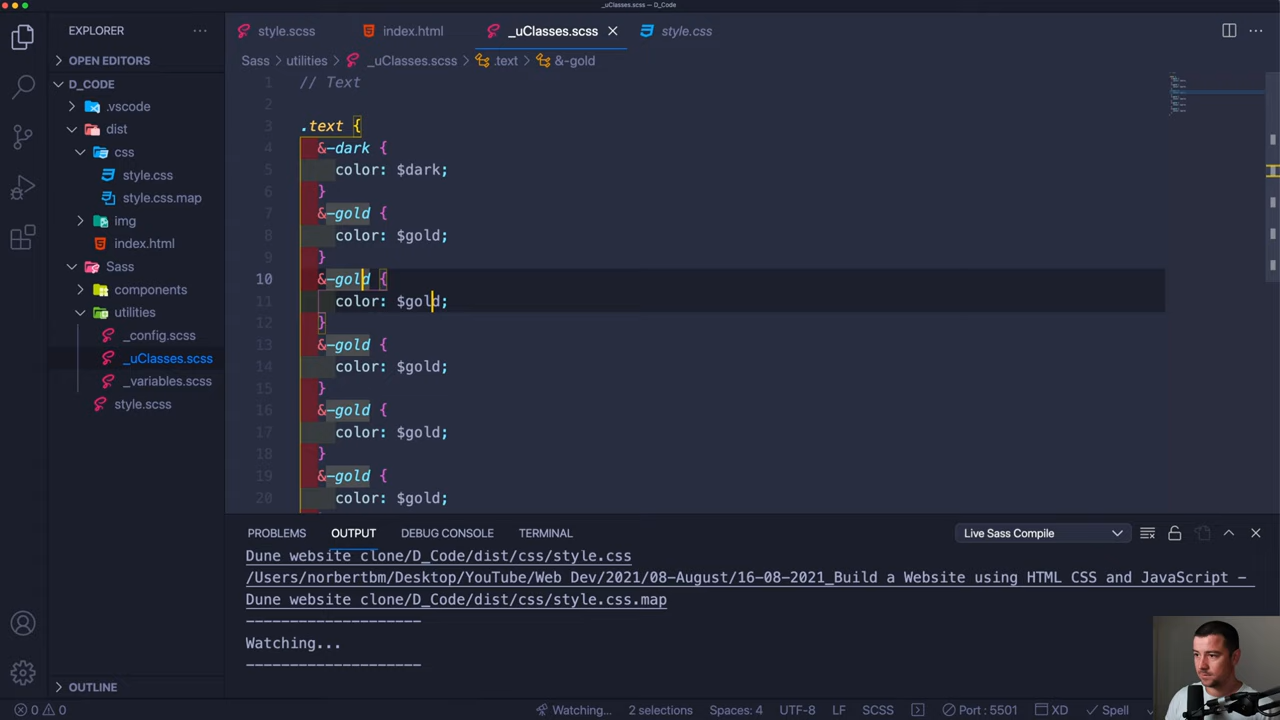 _uClasses.scss — D_Code
EXPLORER
style.scss
index.html
_uClasses.scss
style.css
OPEN EDITORS
Sass > utilities > _uClasses.scss > .text > &-gold
D_CODE
.vscode
dist
css
style.css
style.css.map
img
index.html
Sass
components
utilities
_config.scss
_uClasses.scss
_variables.scss
style.scss
OUTLINE
1 // Text
2
3 .text {
4 &-dark {
5 color: $dark;
6 }
7 &-gold {
8 color: $gold;
9 }
10 &-gold {
11 color: $gold;
12 }
13 &-gold {
14 color: $gold;
15 }
16 &-gold {
17 color: $gold;
18 }
19 &-gold {
20 color: $gold;
PROBLEMS OUTPUT DEBUG CONSOLE TERMINAL
Live Sass Compile
Dune website clone/D_Code/dist/css/style.css
/Users/norbertbm/Desktop/YouTube/Web Dev/2021/08-August/16-08-2021_Build a Website using HTML CSS and JavaScript -
Dune website clone/D_Code/dist/css/style.css.map
--------------------
Watching...
--------------------
0 0 Watching... 2 selections Spaces: 4 UTF-8 LF SCSS Port : 5501 XD Spell